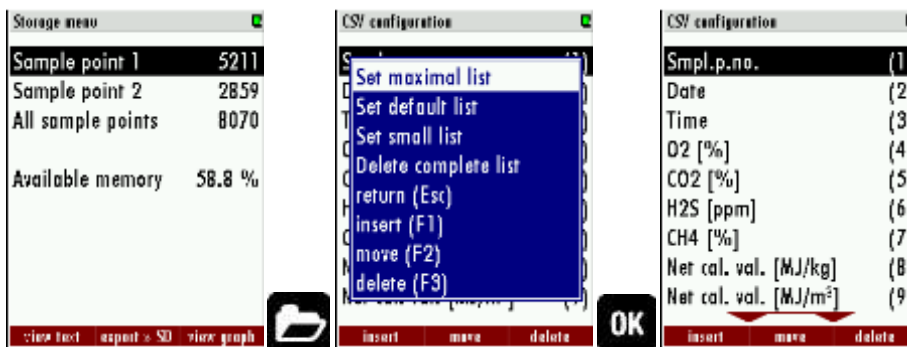 Storage menu
Sample point 1 5211
Sample point 2 2859
All sample points 8070
Available memory 58.8 %
view text export » SD view graph
CSV configuration
Set maximal list
Set default list
Set small list
Delete complete list
return (Esc)
insert (F1)
move (F2)
delete (F3)
insert move delete
OK
CSV configuration
Smpl.p.no. (1
Date (2
Time (3
O2 [%] (4
CO2 [%] (5
H2S [ppm] (6
CH4 [%] (7
Net cal. val. [MJ/kg] (8
Net cal. val. [MJ/m³] (9
insert move delete